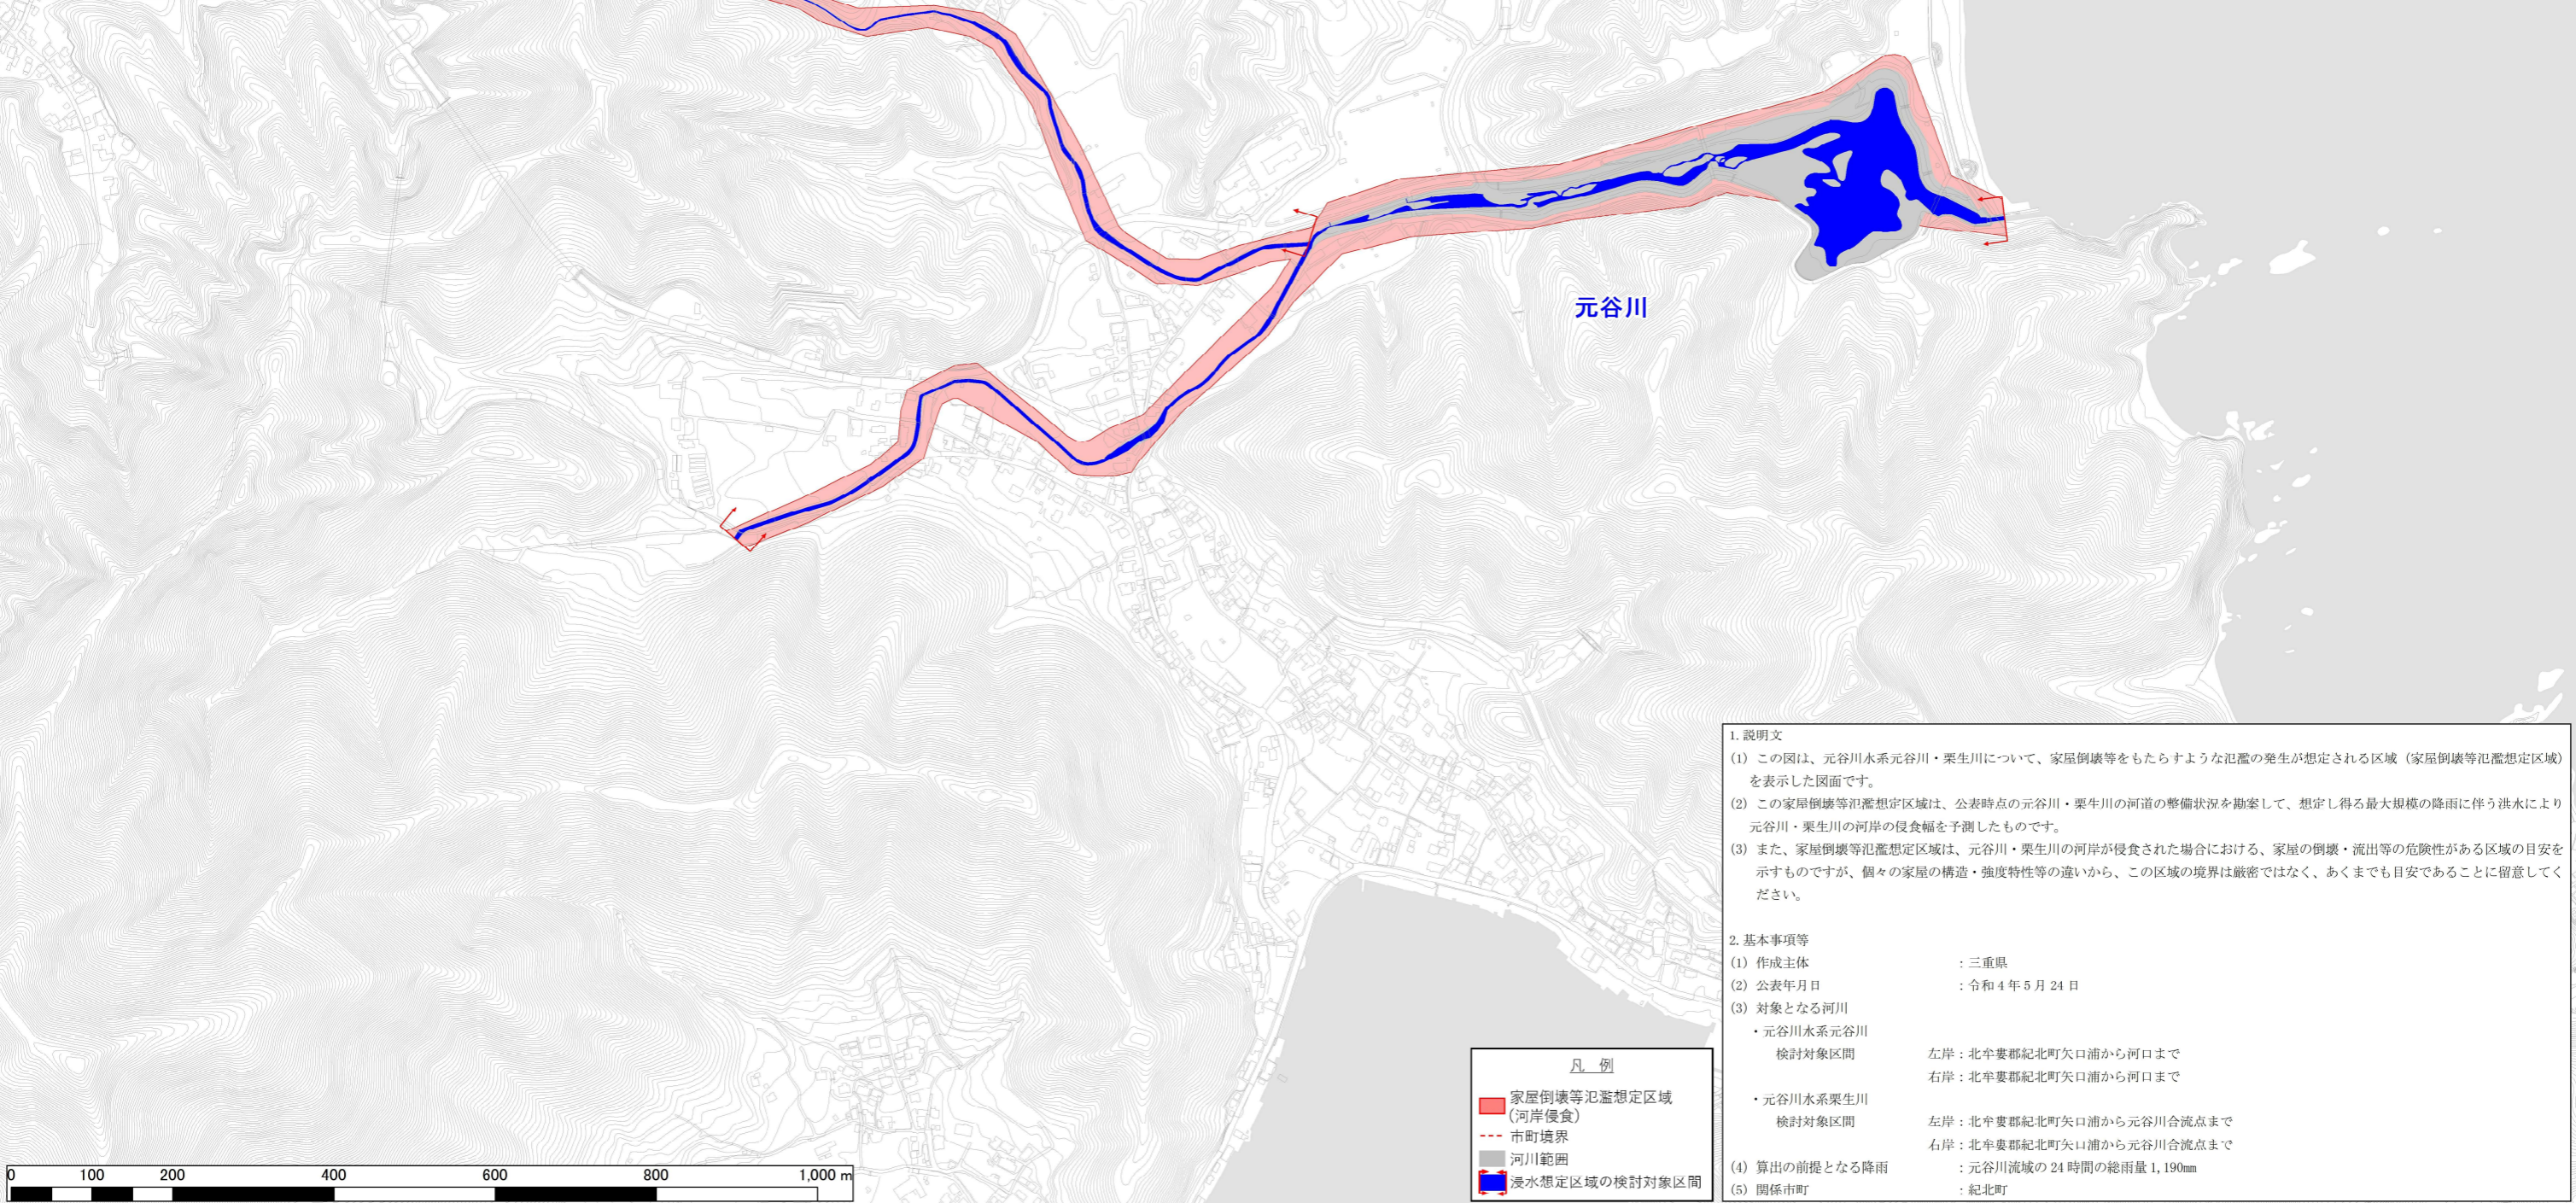 元谷川
1. 説明文
(1) この図は、元谷川水系元谷川・栗生川について、家屋倒壊等をもたらすような氾濫の発生が想定される区域（家屋倒壊等氾濫想定区域）
を表示した図面です。
(2) この家屋倒壊等氾濫想定区域は、公表時点の元谷川・栗生川の河道の整備状況を勘案して、想定し得る最大規模の降雨に伴う洪水により
元谷川・栗生川の河岸の侵食幅を予測したものです。
(3) また、家屋倒壊等氾濫想定区域は、元谷川・栗生川の河岸が侵食された場合における、家屋の倒壊・流出等の危険性がある区域の目安を
示すものですが、個々の家屋の構造・強度特性等の違いから、この区域の境界は厳密ではなく、あくまでも目安であることに留意してく
ださい。
2. 基本事項等
(1) 作成主体 ：三重県
(2) 公表年月日 ：令和4年5月24日
(3) 対象となる河川
・元谷川水系元谷川
検討対象区間 左岸：北牟婁郡紀北町矢口浦から河口まで
右岸：北牟婁郡紀北町矢口浦から河口まで
・元谷川水系栗生川
検討対象区間 左岸：北牟婁郡紀北町矢口浦から元谷川合流点まで
右岸：北牟婁郡紀北町矢口浦から元谷川合流点まで
(4) 算出の前提となる降雨 ：元谷川流域の24時間の総雨量1,190mm
(5) 関係市町 ：紀北町
凡 例
家屋倒壊等氾濫想定区域
(河岸侵食)
市町境界
河川範囲
浸水想定区域の検討対象区間
0 100 200 400 600 800 1,000 m